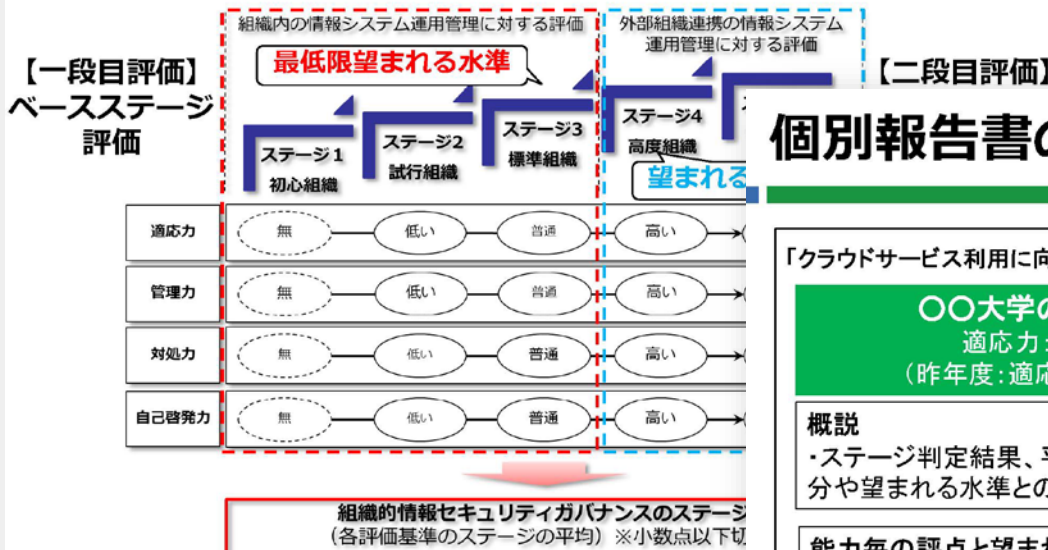 組織内の情報システム運用管理に対する評価
外部組織連携の情報システム
運用管理に対する評価
最低限望まれる水準
【一段目評価】
ベースステージ
評価
【二段目評価】
ステージ1
初心組織
ステージ2
試行組織
ステージ3
標準組織
ステージ4
高度組織
望まれる
適応力
無
低い
普通
高い
管理力
無
低い
普通
高い
対処力
無
低い
普通
高い
自己啓発力
無
低い
普通
高い
組織的情報セキュリティガバナンスのステージ
(各評価基準のステージの平均)※小数点以下切
個別報告書の
「クラウドサービス利用に向
〇〇大学の
適応力:
(昨年度:適応
概説
・ステージ判定結果、平
分や望まれる水準との
能力毎の評点と望まれ